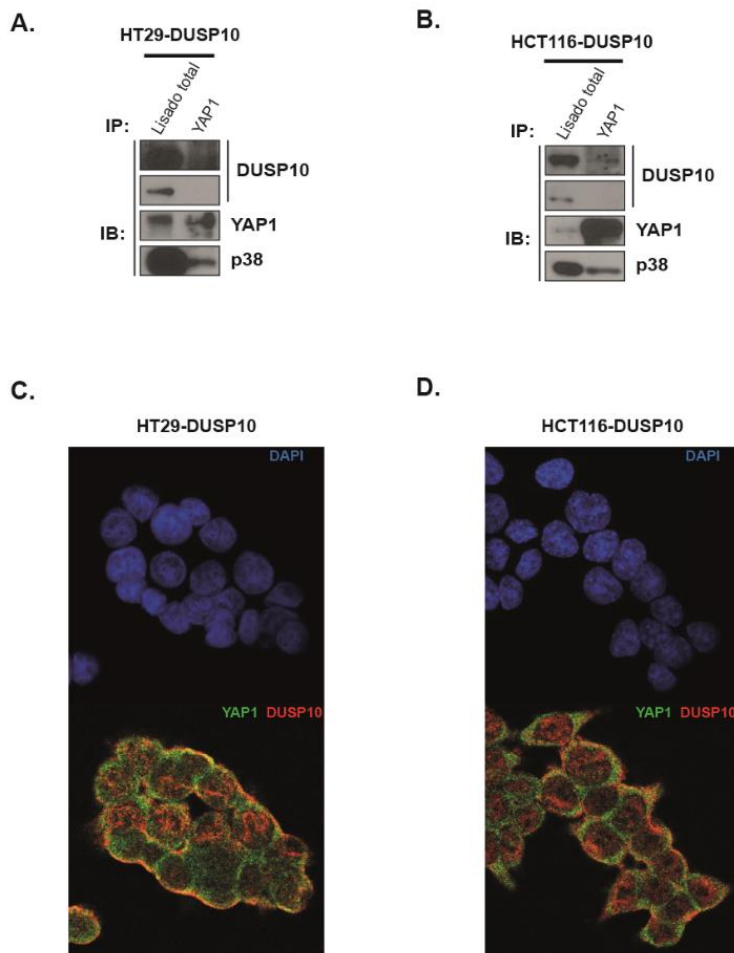 A.
HT29-DUSP10
IP:
Lisado total
YAP1
DUSP10
IB:
YAP1
p38
B.
HCT116-DUSP10
IP:
Lisado total
YAP1
DUSP10
IB:
YAP1
p38
C.
HT29-DUSP10
DAPI
YAP1 DUSP10
D.
HCT116-DUSP10
DAPI
YAP1 DUSP10